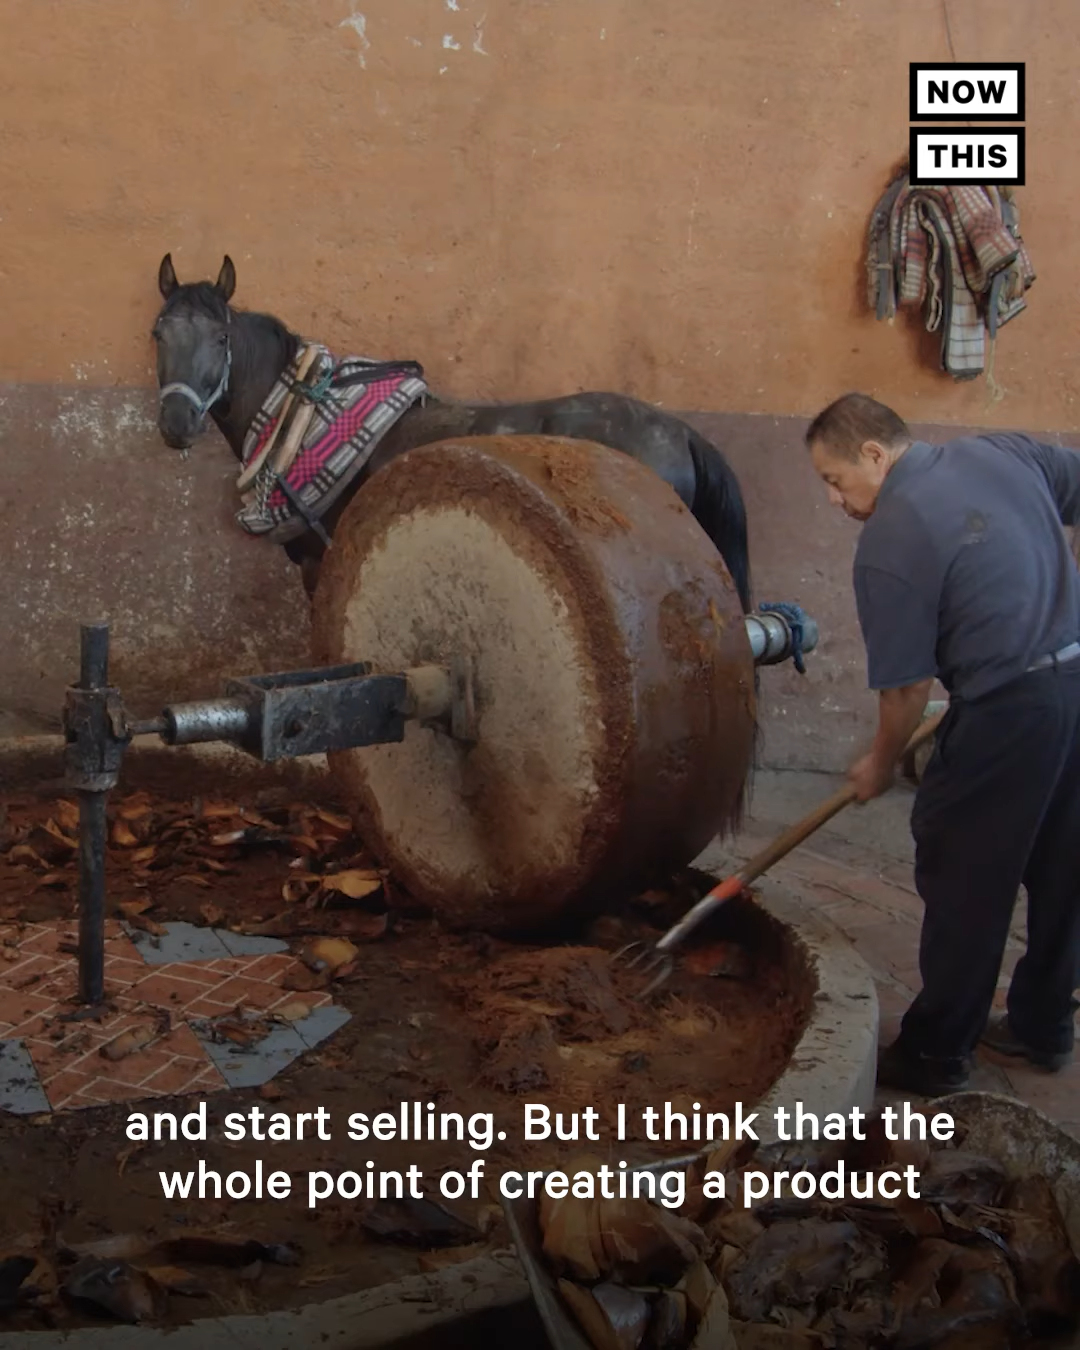 NOW
THIS
and start selling. But I think that the
whole point of creating a product